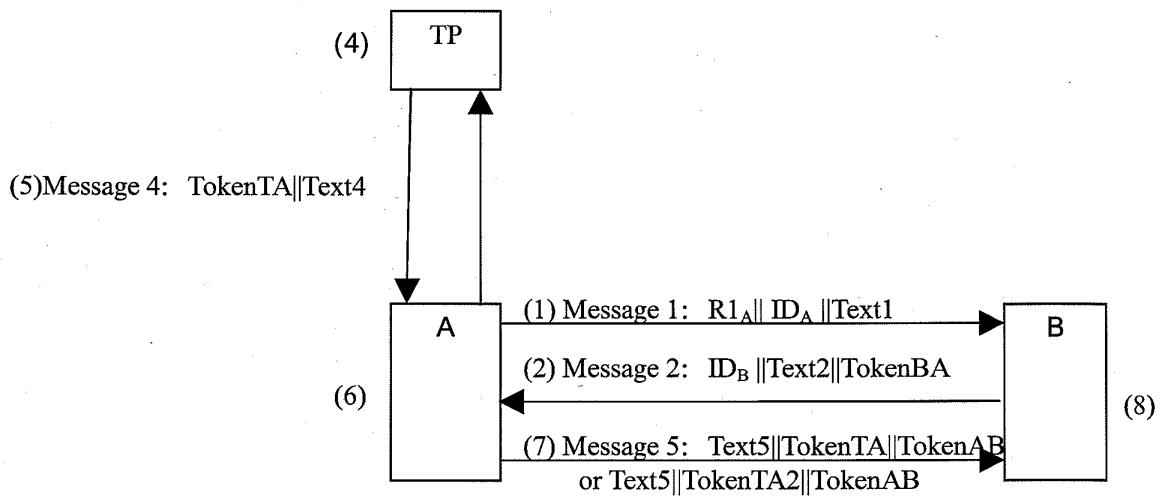 (4)
TP
(5)Message 4: TokenTA||Text4
(1) Message 1: R1A|| IDA ||Text1
A
B
(2) Message 2: IDB ||Text2||TokenBA
(6)
(8)
(7) Message 5: Text5||TokenTA||TokenAB
or Text5||TokenTA2||TokenAB